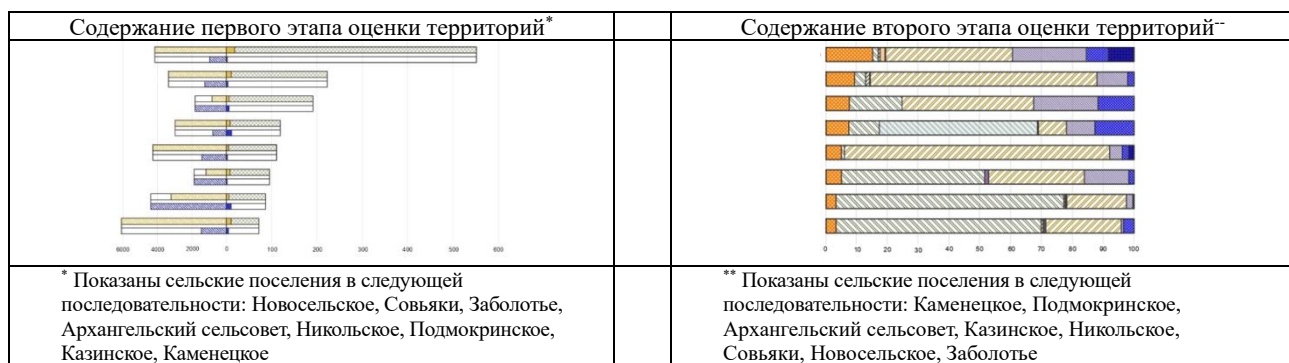 Содержание первого этапа оценки территорий*
Содержание второго этапа оценки территорий--
6000 4000 2000 0 100 200 300 400 500 600
0 10 20 30 40 50 60 70 80 90 100
* Показаны сельские поселения в следующей
последовательности: Новосельское, Совьяки, Заболотье,
Архангельский сельсовет, Никольское, Подмокринское,
Казинское, Каменецкое
** Показаны сельские поселения в следующей
последовательности: Каменецкое, Подмокринское,
Архангельский сельсовет, Казинское, Никольское,
Совьяки, Новосельское, Заболотье